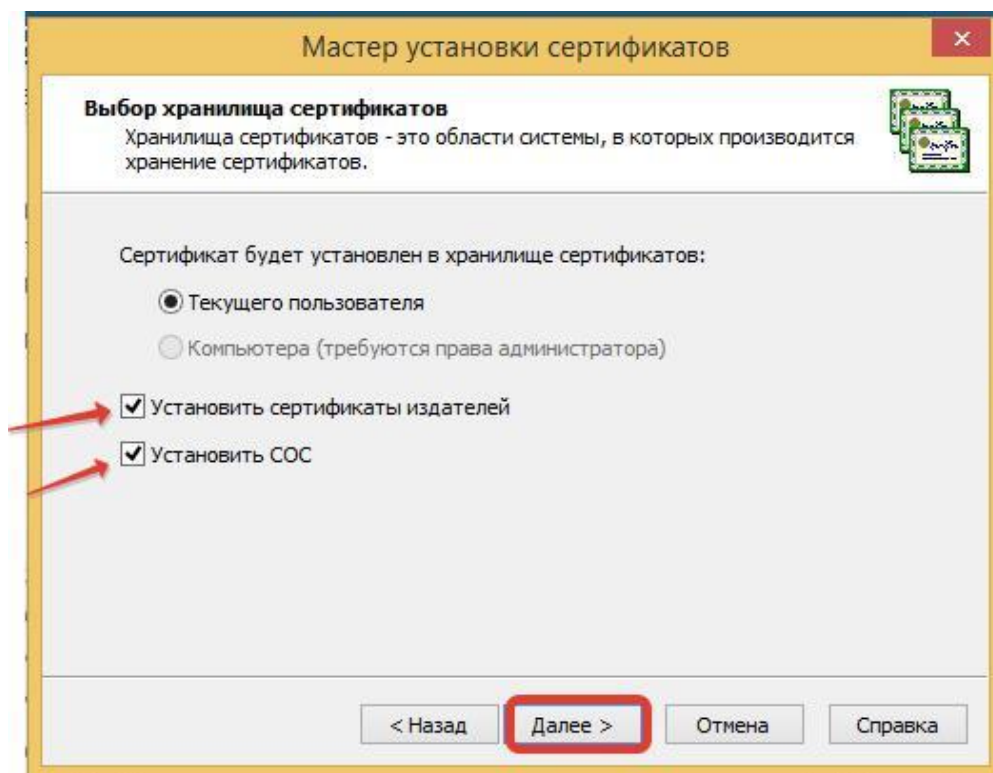 Мастер установки сертификатов
Выбор хранилища сертификатов
Хранилища сертификатов - это области системы, в которых производится
хранение сертификатов.
Сертификат будет установлен в хранилище сертификатов:
Текущего пользователя
Компьютера (требуются права администратора)
Установить сертификаты издателей
Установить СОС
< Назад
Далее >
Отмена
Справка